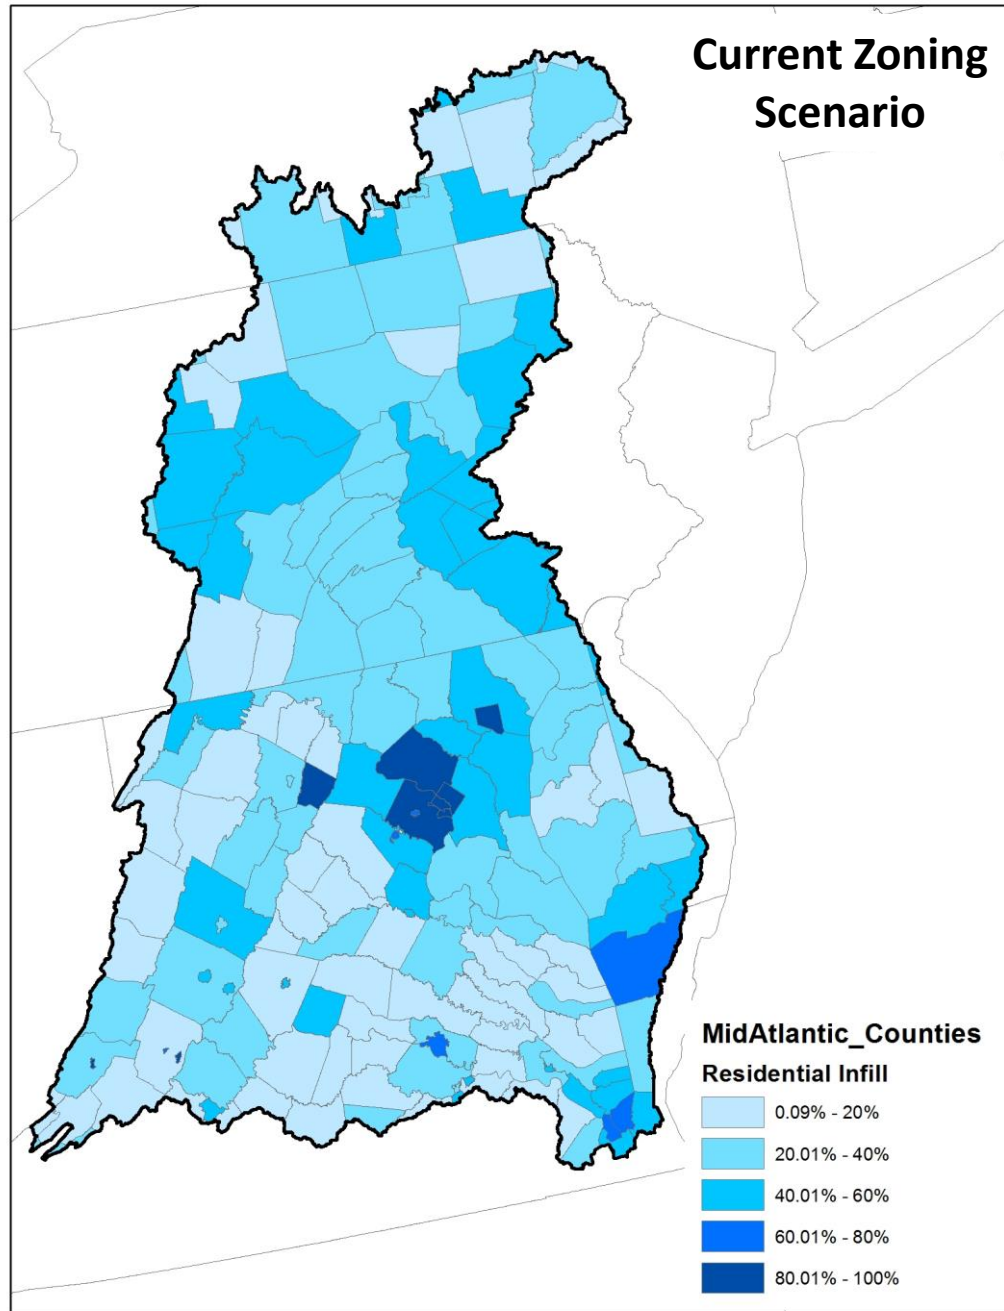 Current Zoning
Scenario
MidAtlantic_Counties
Residential Infill
0.09% - 20%
20.01% - 40%
40.01% - 60%
60.01% - 80%
80.01% - 100%